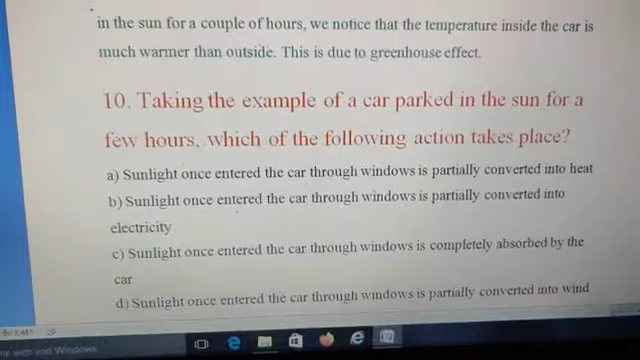 in the sun for a couple of hours, we notice that the temperature inside the car is
much warmer than outside. This is due to greenhouse effect.
10. Taking the example of a car parked in the sun for a
few hours, which of the following action takes place?
a) Sunlight once entered the car through windows is partially converted into heat
b) Sunlight once entered the car through windows is partially converted into
electricity
c) Sunlight once entered the car through windows is completely absorbed by the
car
d) Sunlight once entered the car through windows is partially converted into wind
web and Windows